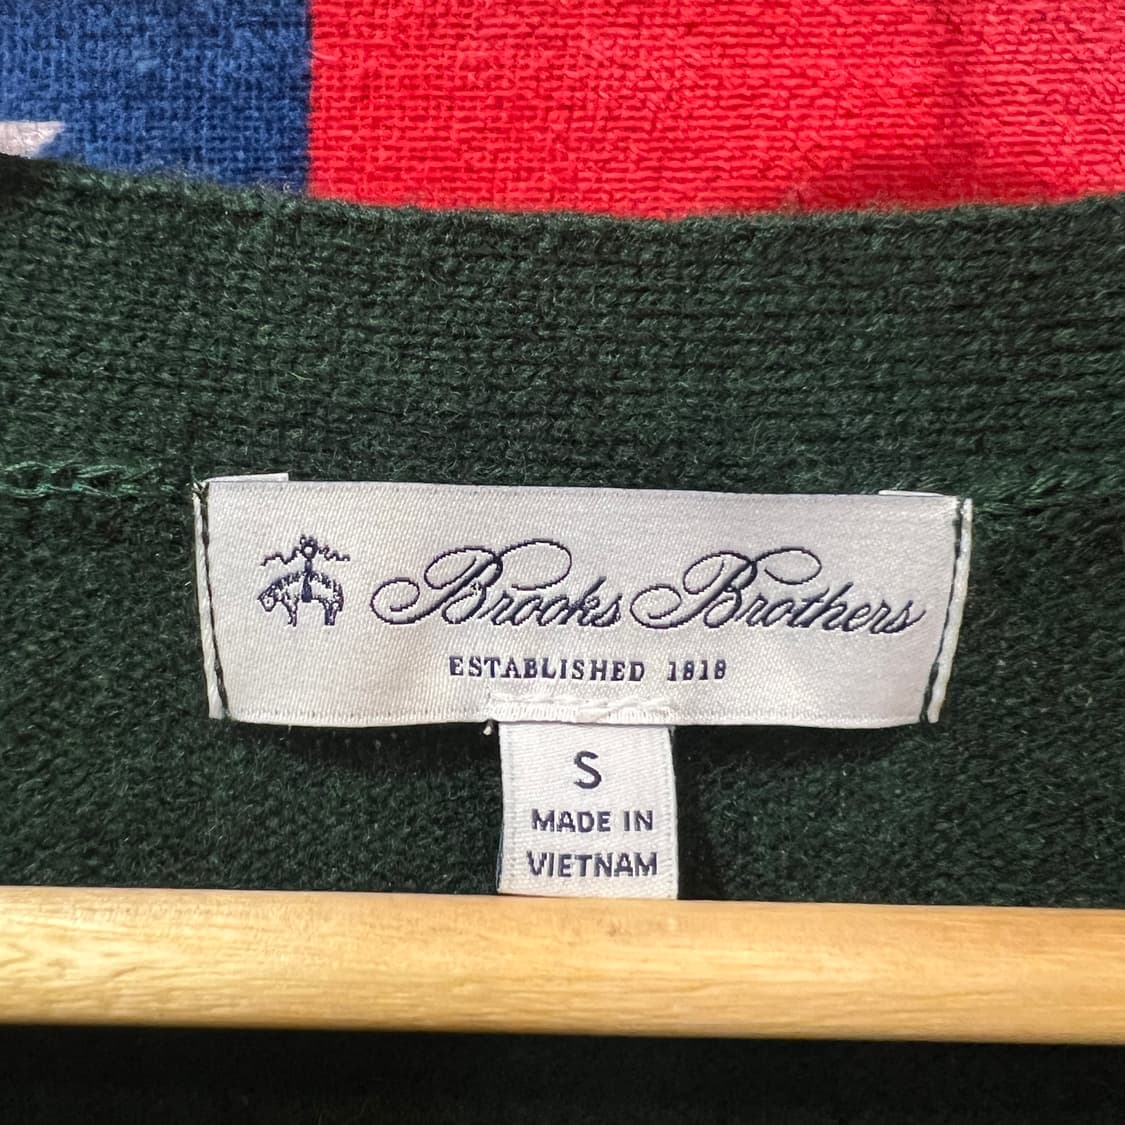 Brooks Brothers
ESTABLISHED 1818
S
MADE IN
VIETNAM